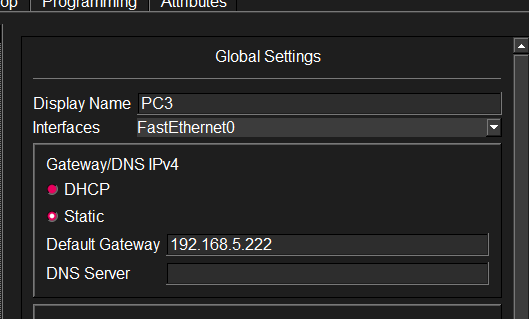 Programming Attributes
Global Settings
Display Name PC3
Interfaces FastEthernet0
Gateway/DNS IPv4
DHCP
Static
Default Gateway 192.168.5.222
DNS Server